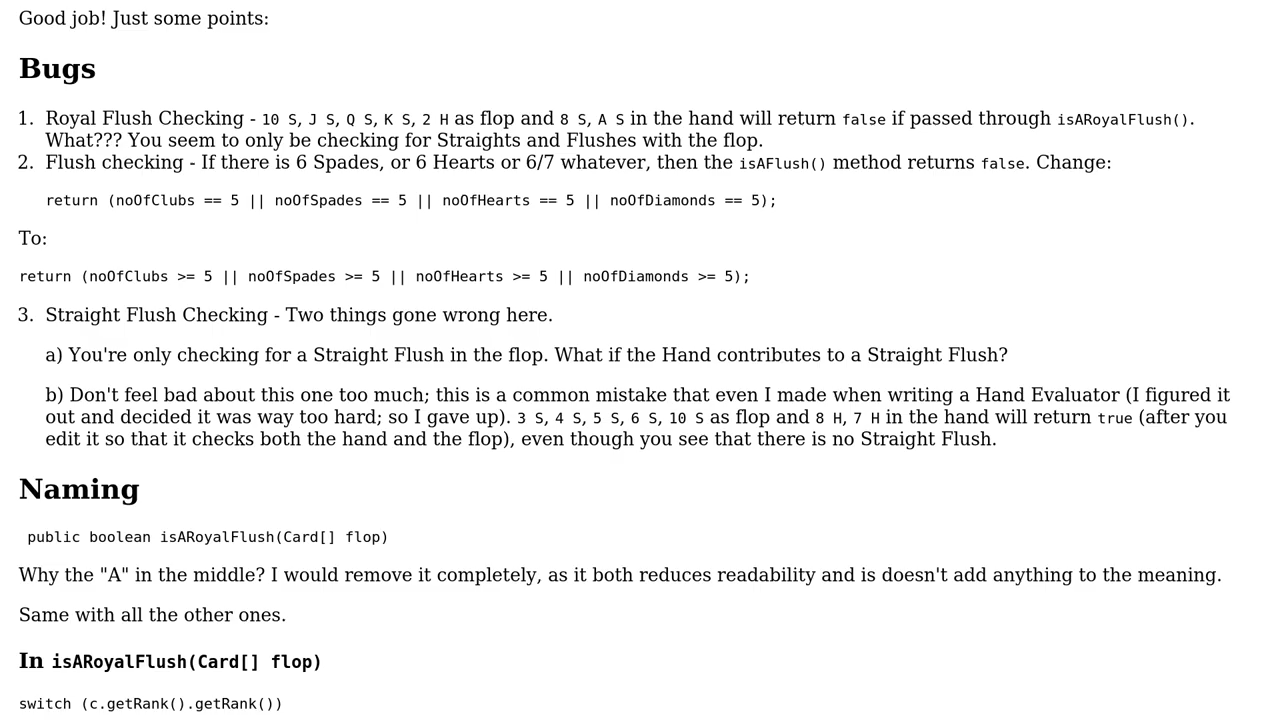 Good job! Just some points:
Bugs
1. Royal Flush Checking - 10 S, J S, Q S, K S, 2 H as flop and 8 S, A S in the hand will return false if passed through isARoyalFlush().
What??? You seem to only be checking for Straights and Flushes with the flop.
2. Flush checking - If there is 6 Spades, or 6 Hearts or 6/7 whatever, then the isAFlush() method returns false. Change:
return (noOfClubs == 5 || noOfSpades == 5 || noOfHearts == 5 || noOfDiamonds == 5);
To:
return (noOfClubs >= 5 || noOfSpades >= 5 || noOfHearts >= 5 || noOfDiamonds >= 5);
3. Straight Flush Checking - Two things gone wrong here.
a) You're only checking for a Straight Flush in the flop. What if the Hand contributes to a Straight Flush?
b) Don't feel bad about this one too much; this is a common mistake that even I made when writing a Hand Evaluator (I figured it
out and decided it was way too hard; so I gave up). 3 S, 4 S, 5 S, 6 S, 10 S as flop and 8 H, 7 H in the hand will return true (after you
edit it so that it checks both the hand and the flop), even though you see that there is no Straight Flush.
Naming
public boolean isARoyalFlush(Card[] flop)
Why the "A" in the middle? I would remove it completely, as it both reduces readability and is doesn't add anything to the meaning.
Same with all the other ones.
In isARoyalFlush(Card[] flop)
switch (c.getRank().getRank())